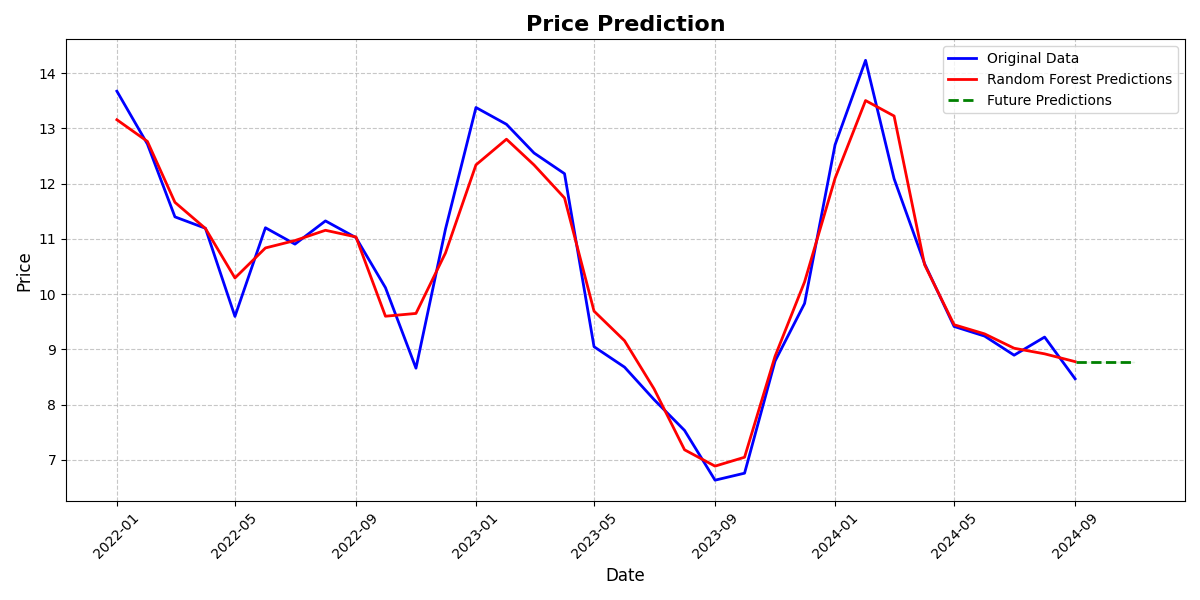 Price Prediction
Original Data
Random Forest Predictions
Future Predictions
Price
14
13
12
11
10
9
8
7
2022-01
2022-05
2022-09
2023-01
2023-05
2023-09
2024-01
2024-05
2024-09
Date